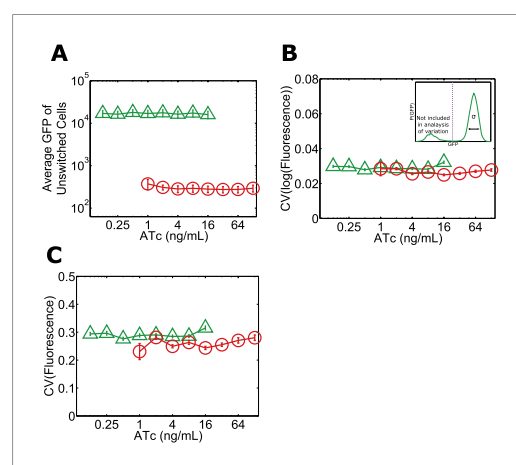 A
Average GFP of
Unswitched Cells
10^5
10^4
10^3
10^2
0.25 1 4 16 64
ATc (ng/mL)
B
CV(log(Fluorescence))
0.08
0.06
0.04
0.02
0
0.25 1 4 16 64
ATc (ng/mL)
P(GFP)
Not included
in analaysis
of variation
σ
GFP
C
CV(Fluorescence)
0.5
0.4
0.3
0.2
0.1
0
0.25 1 4 16 64
ATc (ng/mL)